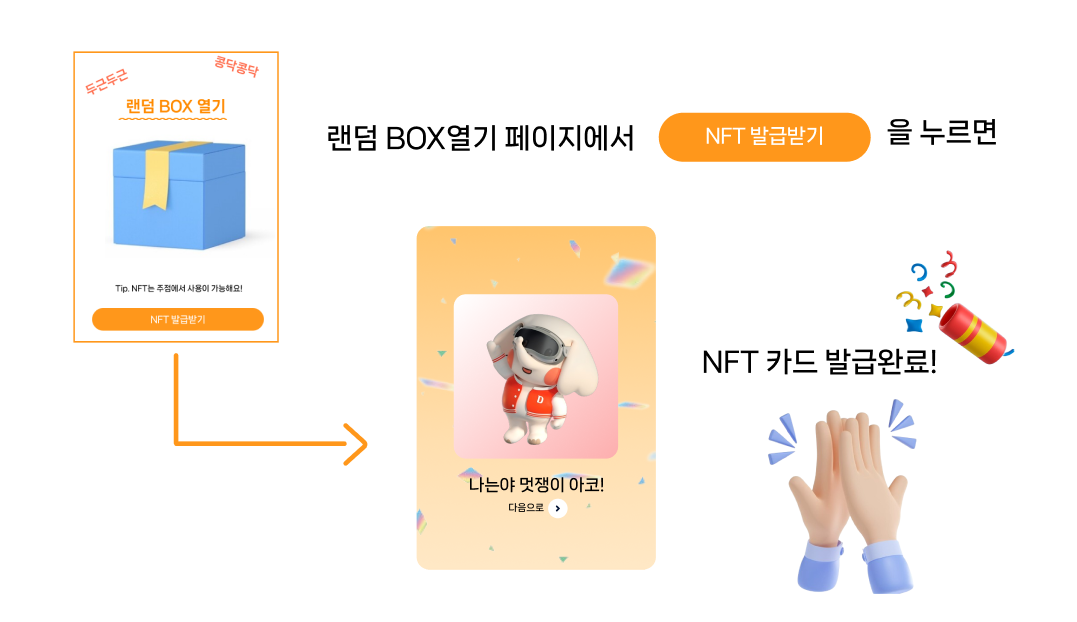 두근두근
콩닥콩닥
랜덤 BOX 열기
Tip. NFT는 주점에서 사용이 가능해요!
NFT 발급받기
랜덤 BOX열기 페이지에서 NFT 발급받기 을 누르면
D
나는야 멋쟁이 아코!
다음으로
NFT 카드 발급완료!